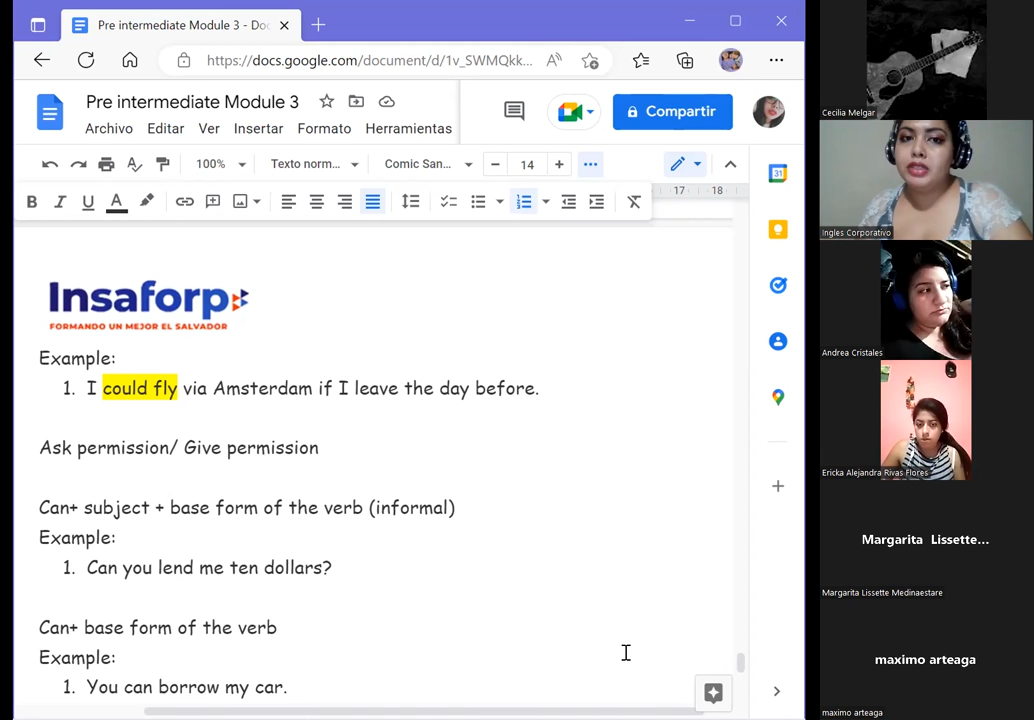 Pre intermediate Module 3 - Doc
https://docs.google.com/document/d/1v_SWMQkk...
Pre intermediate Module 3
Archivo Editar Ver Insertar Formato Herramientas
Compartir
100% Texto norm... Comic San... 14
B I U A
17 18
31
Insaforp
FORMANDO UN MEJOR EL SALVADOR
Example:
1. I could fly via Amsterdam if I leave the day before.
Ask permission/ Give permission
Can+ subject + base form of the verb (informal)
Example:
1. Can you lend me ten dollars?
Can+ base form of the verb
Example:
1. You can borrow my car.
Cecilia Melgar
Ingles Corporativo
Andrea Cristales
Ericka Alejandra Rivas Flores
Margarita Lissette...
Margarita Lissette Medinaestare
maximo arteaga
maximo arteaga